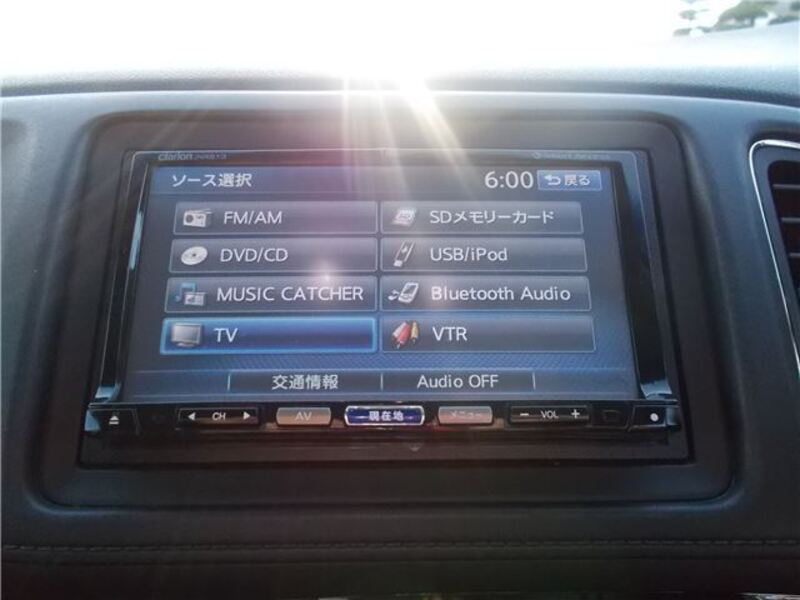 clarion
ソース選択 6:00 戻る
FM/AM SDメモリーカード
DVD/CD USB/iPod
MUSIC CATCHER Bluetooth Audio
TV VTR
交通情報 Audio OFF
CH AV 現在地 メニュー − VOL +